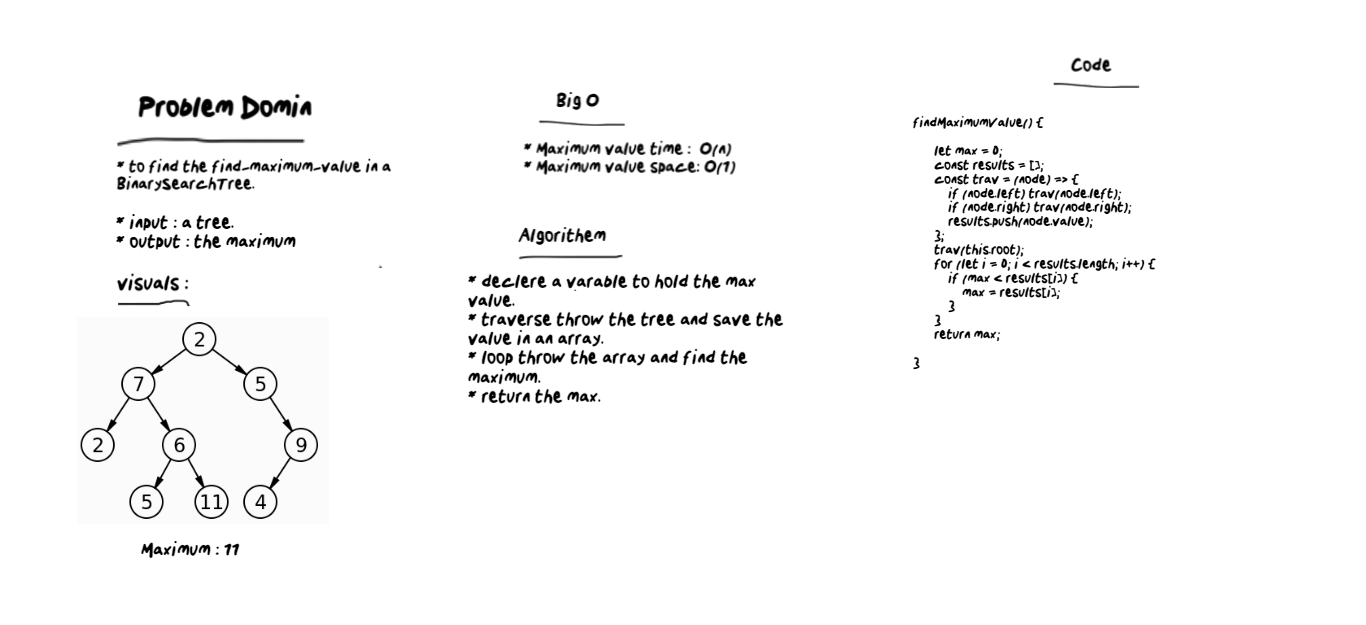 Problem Domin
* to find the find_maximum_value in a
BinarySearchTree.
* input : a tree.
* output : the maximum
visuals :
2
7
5
2
6
9
5
11
4
Maximum : 11
Big O
* Maximum value time : O(n)
* Maximum value space: O(1)
Algorithem
* declere a varable to hold the max
value.
* traverse throw the tree and save the
value in an array.
* loop throw the array and find the
maximum.
* return the max.
Code
findMaximumValue() {
let max = 0;
const results = [];
const trav = (node) => {
if (node.left) trav(node.left);
if (node.right) trav(node.right);
results.push(node.value);
};
trav(this.root);
for (let i = 0; i < results.length; i++) {
if (max < results[i]) {
max = results[i];
}
}
return max;
}